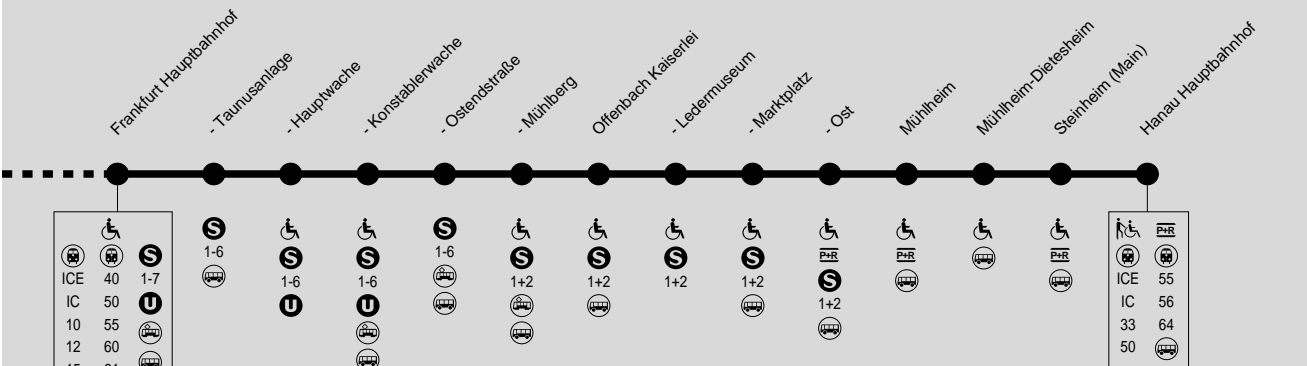 Frankfurt Hauptbahnhof
- Taunusanlage
- Hauptwache
- Konstablerwache
- Ostendstraße
- Mühlberg
Offenbach Kaiserlei
- Ledermuseum
- Marktplatz
- Ost
Mühlheim
Mühlheim-Dietesheim
Steinheim (Main)
Hanau Hauptbahnhof
S
ICE 40 1-7
IC 50 U
10 55
12 60
S
1-6
S
1-6
U
S
1-6
U
S
1-6
S
1+2
S
1+2
S
1+2
S
1+2
P+R
S
1+2
P+R
P+R
P+R
ICE 55
IC 56
33 64
50